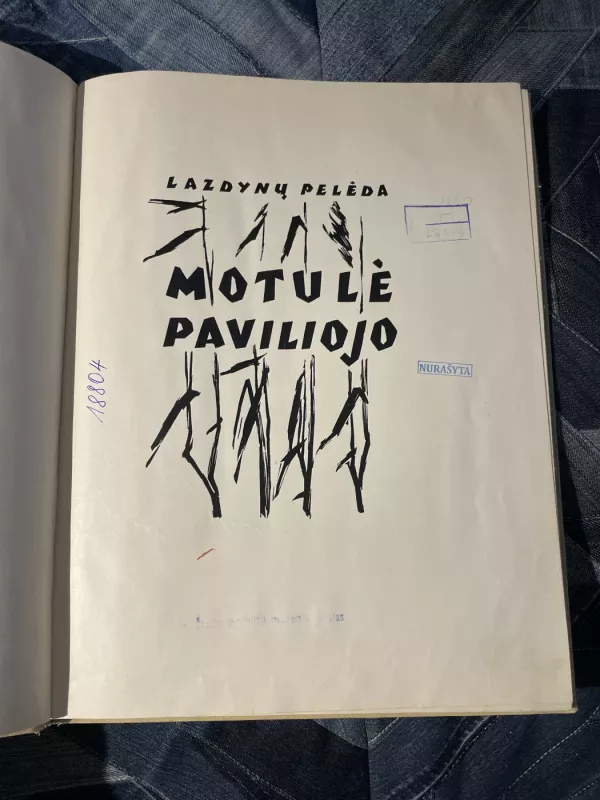 LAZDYNŲ PELĖDA
MOTULĖ
PAVILIOJO
NURAŠYTA
18804